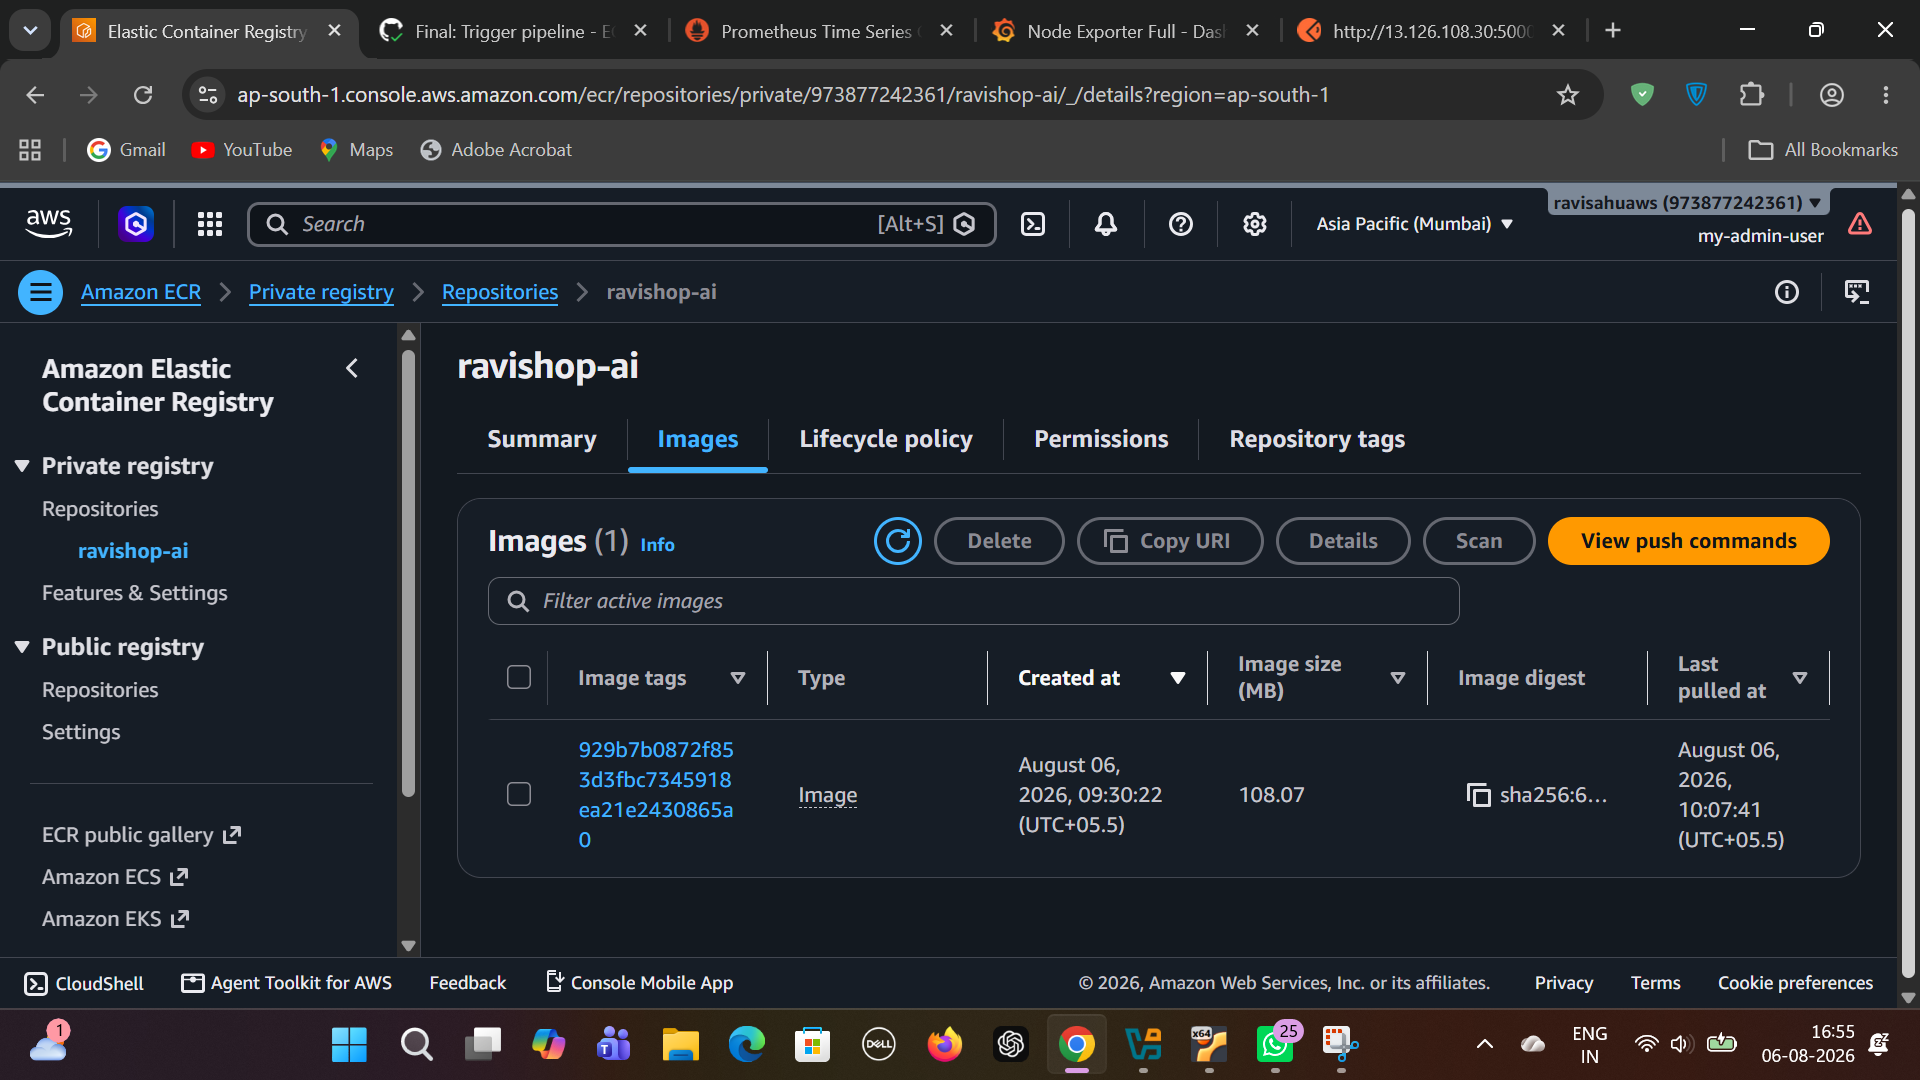 Elastic Container Registry
Final: Trigger pipeline - E
Prometheus Time Series
Node Exporter Full - Das
http://13.126.108.30:5000
ap-south-1.console.aws.amazon.com/ecr/repositories/private/973877242361/ravishop-ai/_/details?region=ap-south-1
Gmail
YouTube
Maps
Adobe Acrobat
All Bookmarks
aws
Search
[Alt+S]
Asia Pacific (Mumbai)
ravisahuaws (973877242361)
my-admin-user
Amazon ECR
Private registry
Repositories
ravishop-ai
Amazon Elastic
Container Registry
Private registry
Repositories
ravishop-ai
Features & Settings
Public registry
Repositories
Settings
ECR public gallery
Amazon ECS
Amazon EKS
ravishop-ai
Summary
Images
Lifecycle policy
Permissions
Repository tags
Images (1) Info
Delete
Copy URI
Details
Scan
View push commands
Filter active images
Image tags
Type
Created at
Image size
(MB)
Image digest
Last
pulled at
929b7b0872f85
3d3fbc7345918
ea21e2430865a
0
Image
August 06,
2026, 09:30:22
(UTC+05.5)
108.07
sha256:6...
August 06,
2026,
10:07:41
(UTC+05.5)
CloudShell
Agent Toolkit for AWS
Feedback
Console Mobile App
© 2026, Amazon Web Services, Inc. or its affiliates.
Privacy
Terms
Cookie preferences
1
DELL
x64
25
ENG
IN
16:55
06-08-2026